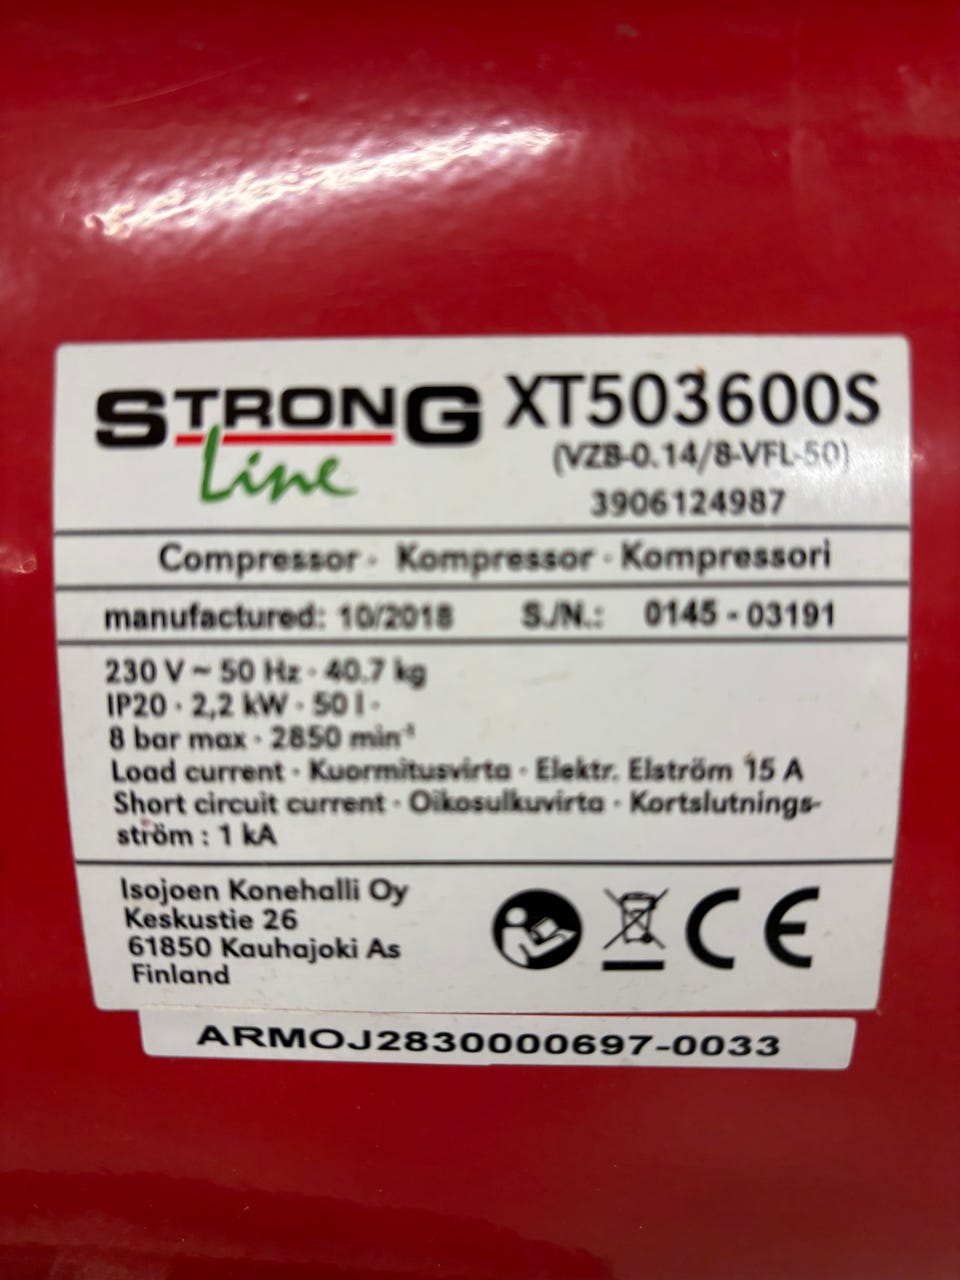 STRONG Line
XT503600S
(VZB-0.14/8-VFL-50)
3906124987
Compressor · Kompressor · Kompressori
manufactured: 10/2018 S./N.: 0145 - 03191
230 V ~ 50 Hz · 40.7 kg
IP20 · 2,2 kW · 50 l ·
8 bar max · 2850 min⁻¹
Load current · Kuormitusvirta · Elektr. Elström 15 A
Short circuit current · Oikosulkuvirta · Kortslutnings-
ström : 1 kA
Isojoen Konehalli Oy
Keskustie 26
61850 Kauhajoki As
Finland
CE
ARMOJ2830000697-0033